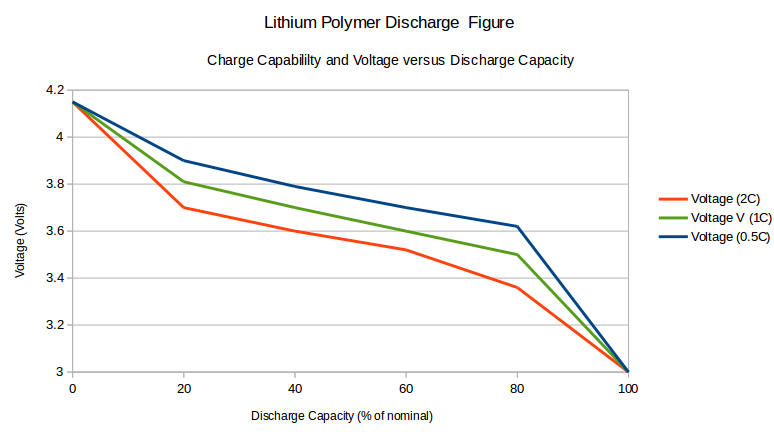 Lithium Polymer Discharge  Figure
Charge Capabililty and Voltage versus Discharge Capacity
4.2
4
3.8
3.6
3.4
3.2
3
Voltage (Volts)
0 20 40 60 80 100
Discharge Capacity (% of nominal)
Voltage (2C)
Voltage V (1C)
Voltage (0.5C)